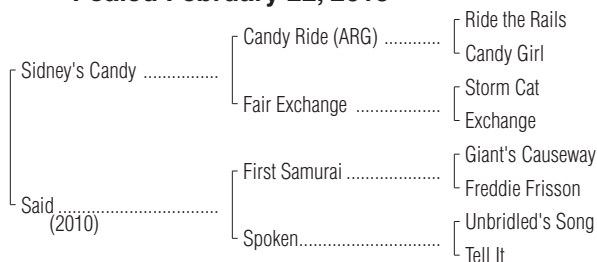 Foaled February 22, 2018
Ride the Rails
Candy Ride (ARG) ............
Candy Girl
Sidney's Candy ................
Storm Cat
Fair Exchange ..................
Exchange
Giant's Causeway
First Samurai ....................
Freddie Frisson
Said ..................................
(2010)
Unbridled's Song
Spoken..............................
Tell It